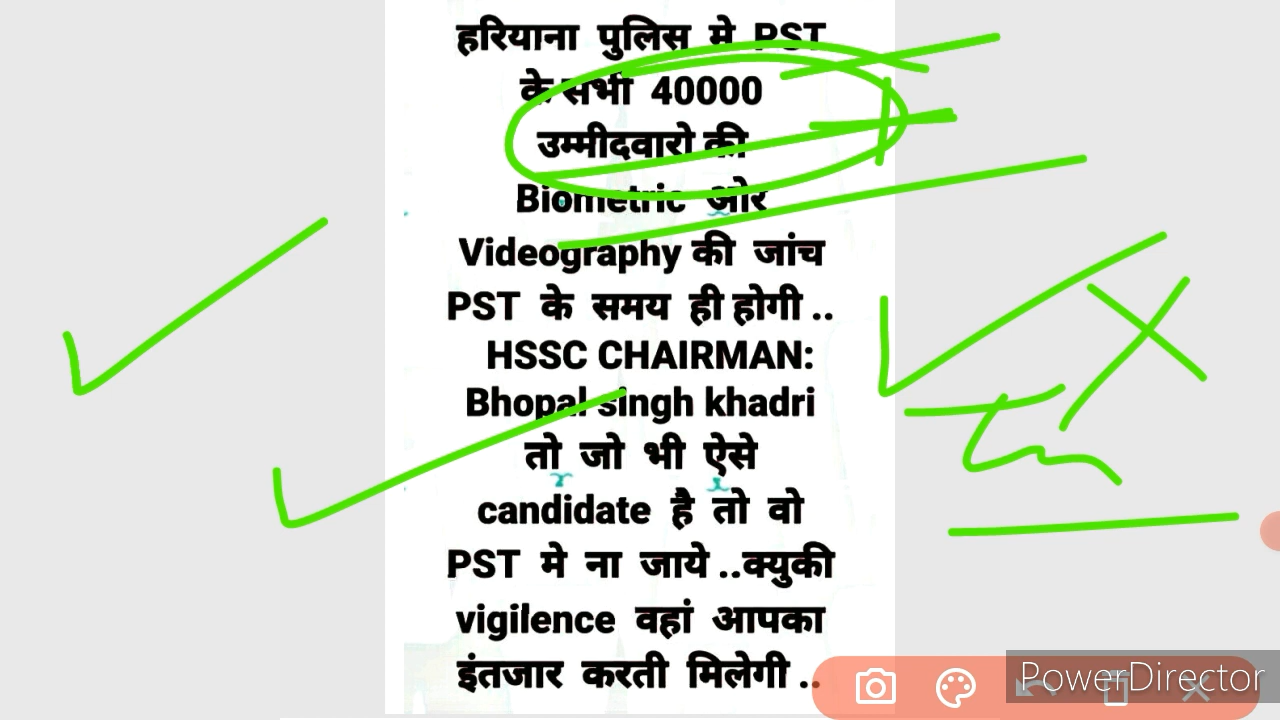 हरियाणा पुलिस मे PST
के सभी 40000
उम्मीदवारो की
Biometric ओर
Videography की जांच
PST के समय ही होगी ..
HSSC CHAIRMAN:
Bhopal singh khadri
तो जो भी ऐसे
candidate है तो वो
PST मे ना जाये ..क्युकी
vigilence वहां आपका
इंतजार करती मिलेगी ..
PowerDirector